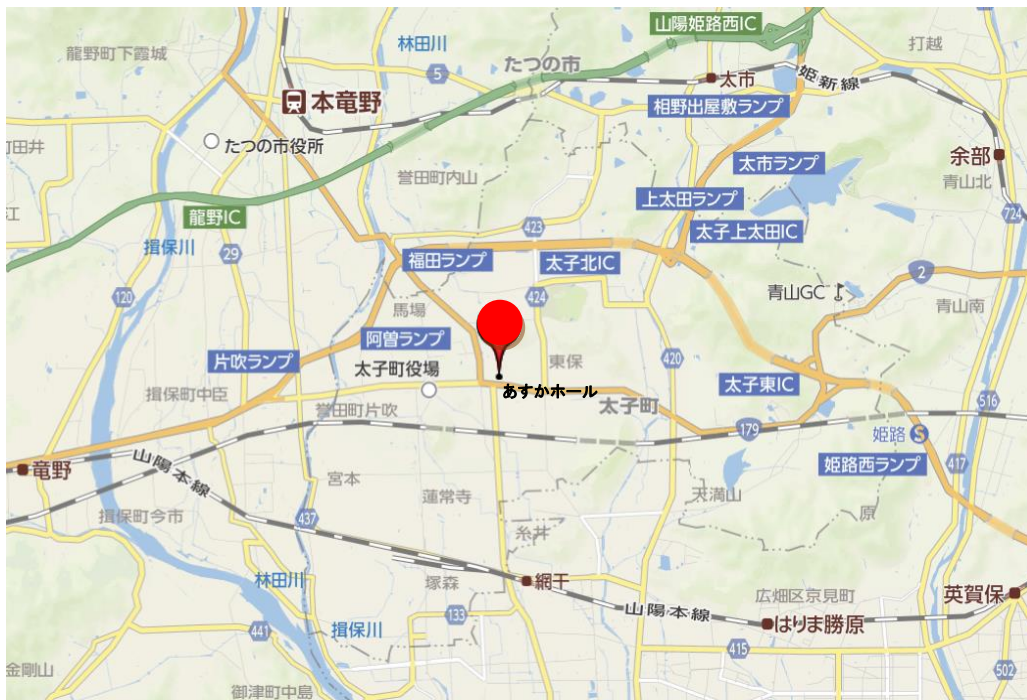 山陽姫路西IC
龍野町下霞城
林田川
打越
たつの市
5
太市
姫新線
本竜野
相野出屋敷ランプ
町田井
たつの市役所
太市ランプ
余部
誉田町内山
青山北
上太田ランプ
龍野IC
724
423
太子上太田IC
揖保川
29
福田ランプ
太子北IC
2
120
424
青山GC
青山南
馬場
阿曽ランプ
片吹ランプ
東保
420
太子町役場
太子東IC
揖保町中臣
あすかホール
誉田町片吹
太子町
516
179
姫路
S
竜野
山陽本線
417
姫路西ランプ
宮本
蓮常寺
天満山
原
揖保町今市
437
糸井
林田川
塚森
網干
広畑区京見町
英賀保
133
山陽本線
はりま勝原
441
揖保川
415
金剛山
502
御津町中島